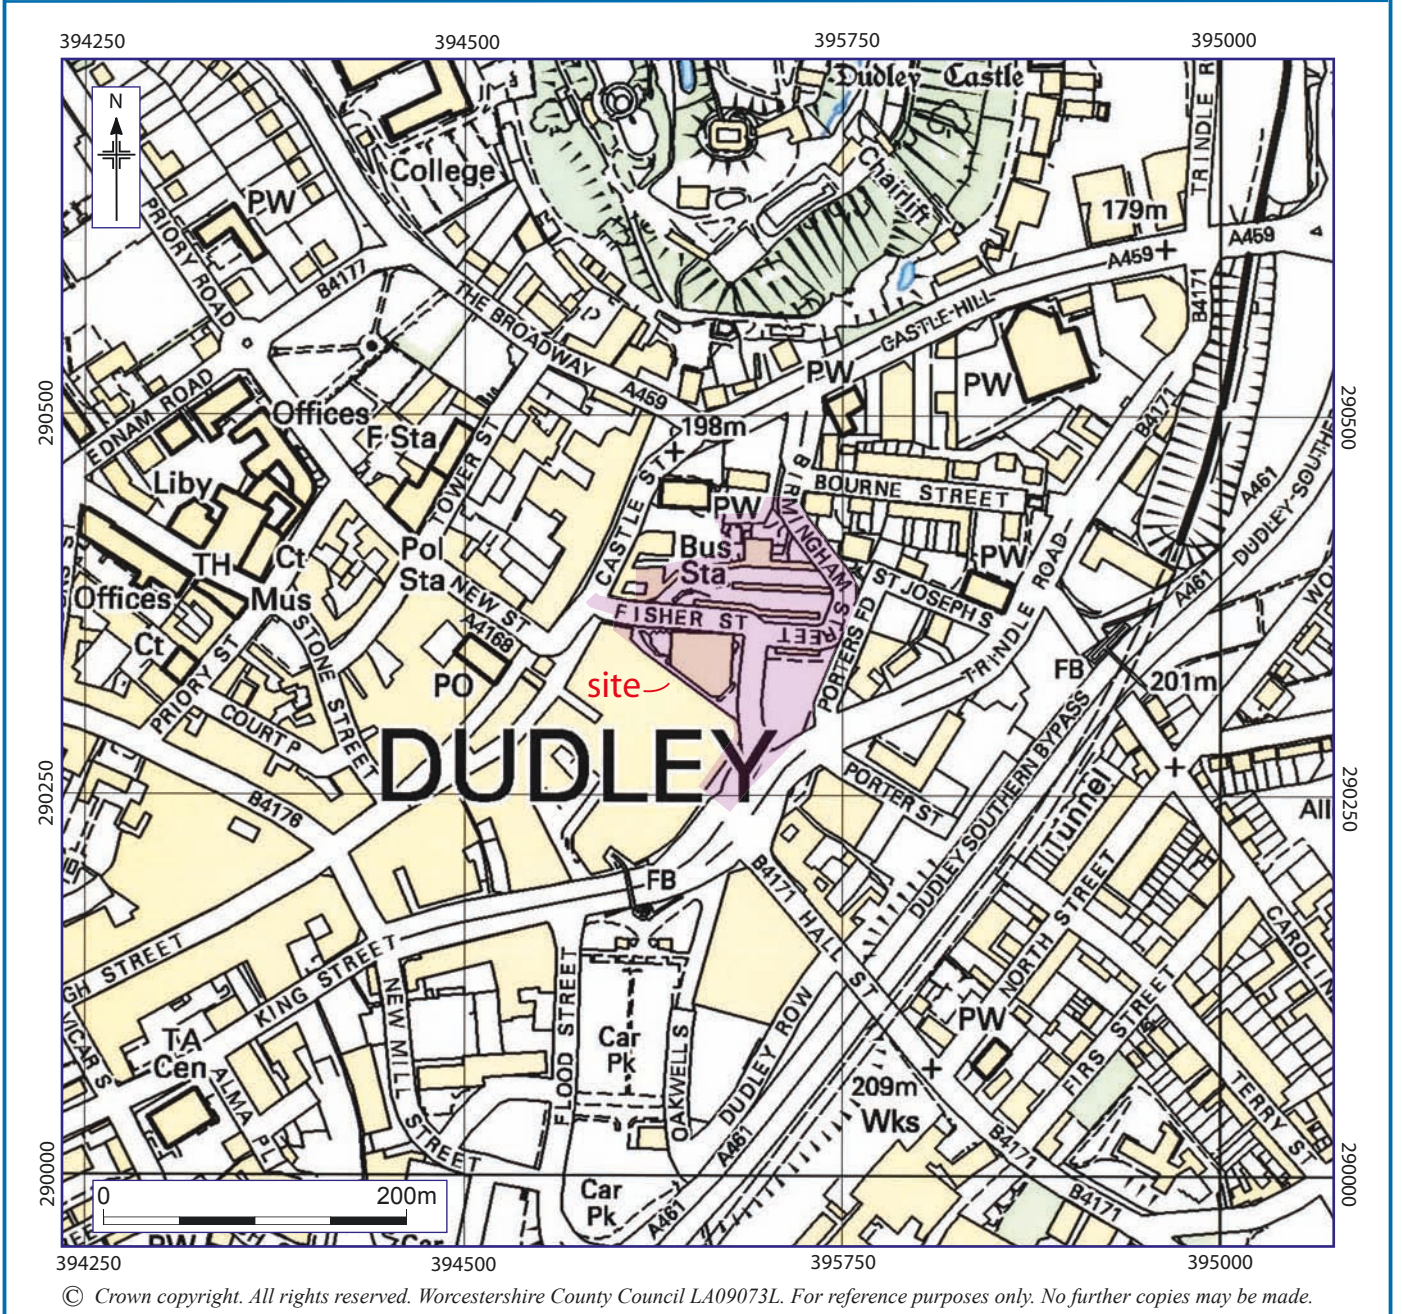 394250 394500 395750 395000
N
Dudley Castle
TRINDLE R
College
Chairlift
PW
179m
PRIORY ROAD
A459
A459
B4177
B4171
THE BROADWAY
CASTLE HILL
PW
PW
A459
290500
290500
EDNAM ROAD
Offices
198m
B4171
F Sta
TOWER ST
CASTLE ST
BIRMINGHAM STREET
BOURNE STREET
A461
DUDLEY SOUTHE
Liby
PW
Pol
Sta
Bus
Sta
PW
TH
Ct
ST JOSEPH S
ROAD
A461
Offices
Mus
NEW ST
FISHER ST
WO
STREET
PORTERS FD
A4168
STONE STREET
Ct
PRIORY ST
PO
site
TRINDLE
FB
201m
COURT P
DUDLEY
DUDLEY SOUTHERN BYPASS
290250
290250
B4176
PORTER ST
Tunnel
All
FB
B4171 HALL ST
NORTH STREET
CAROLIN
GH STREET
KING STREET
VICAR S
TA
Cen
NEW MILL STREET
FLOOD STREET
Car
Pk
OAKWELL S
DUDLEY ROW
PW
FIRS STREET
ALMA PL
209m
Wks
TERRY ST
A461
B4171
290000
290000
B4171
Car
Pk
A461
0 200m
PW
Car
394250 394500 395750 395000
© Crown copyright. All rights reserved. Worcestershire County Council LA09073L. For reference purposes only. No further copies may be made.